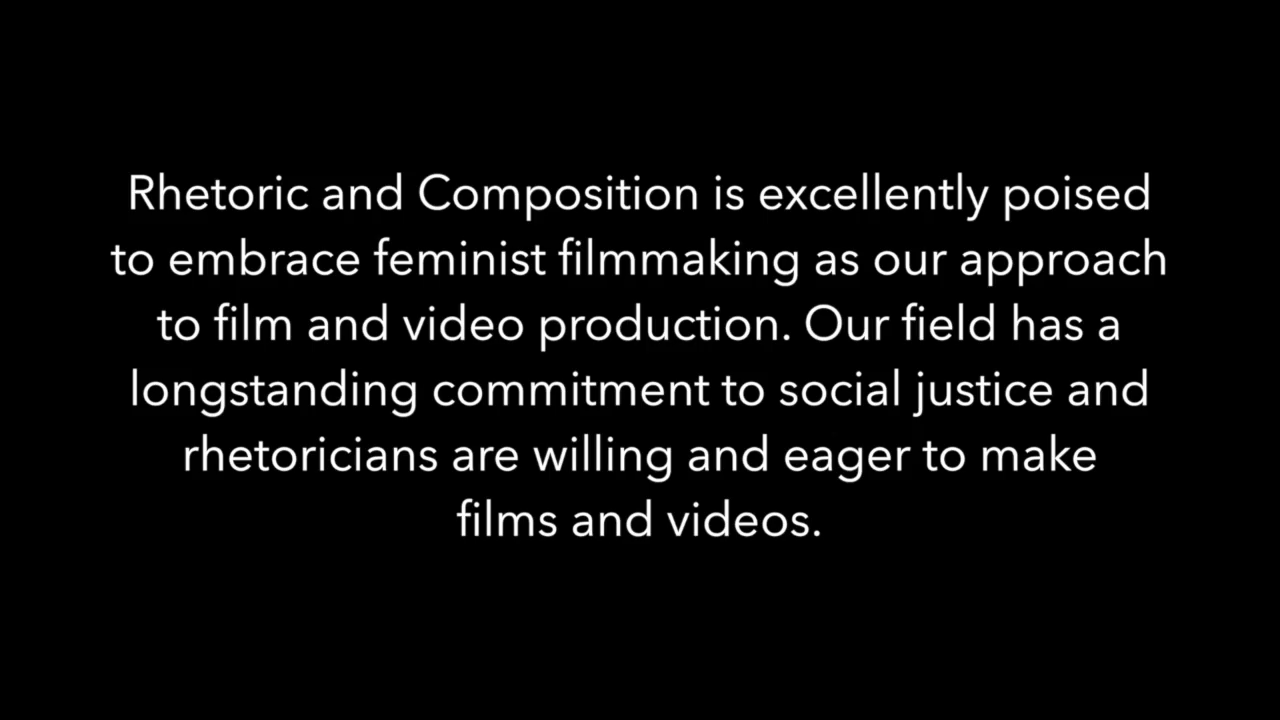 Rhetoric and Composition is excellently poised
to embrace feminist filmmaking as our approach
to film and video production. Our field has a
longstanding commitment to social justice and
rhetoricians are willing and eager to make
films and videos.